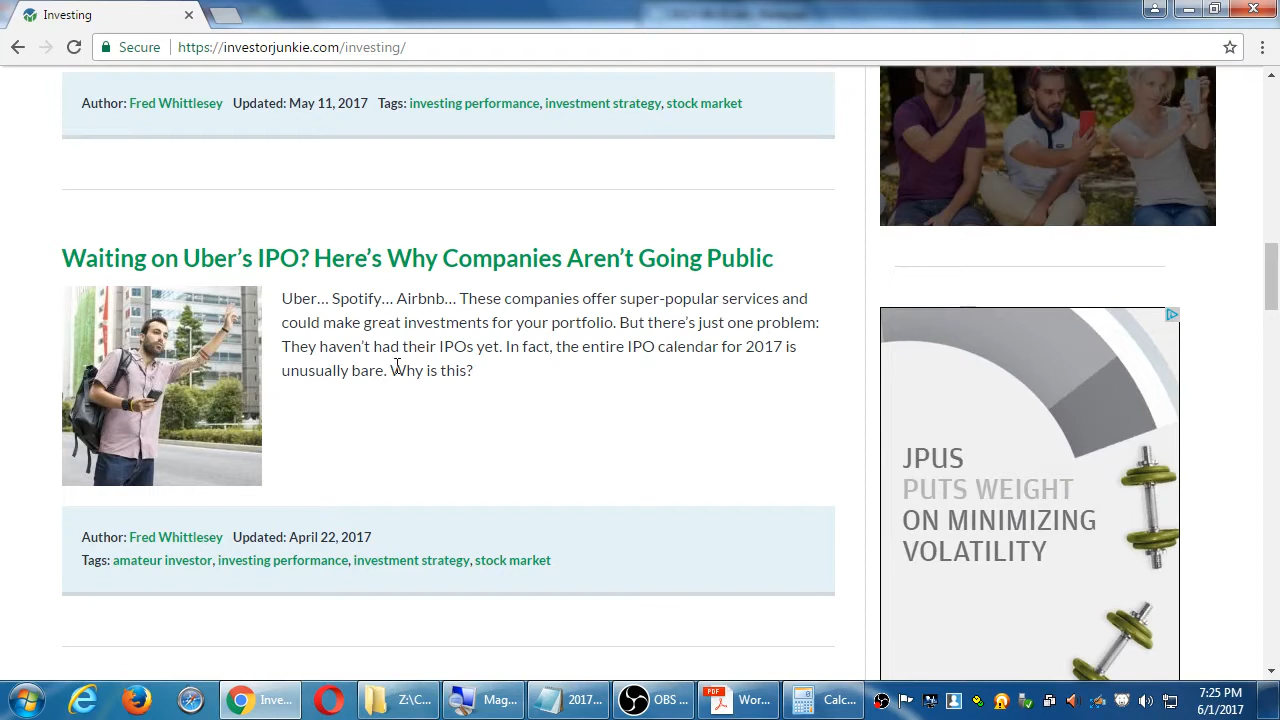 Investing
Secure https://investorjunkie.com/investing/
Author: Fred Whittlesey Updated: May 11, 2017 Tags: investing performance, investment strategy, stock market
Waiting on Uber’s IPO? Here’s Why Companies Aren’t Going Public
Uber… Spotify… Airbnb… These companies offer super-popular services and
could make great investments for your portfolio. But there’s just one problem:
They haven’t had their IPOs yet. In fact, the entire IPO calendar for 2017 is
unusually bare. Why is this?
Author: Fred Whittlesey Updated: April 22, 2017
Tags: amateur investor, investing performance, investment strategy, stock market
JPUS
PUTS WEIGHT
ON MINIMIZING
VOLATILITY
Inve... Z:\C... Mag... 2017... OBS ... PDF Wor... Calc...
7:25 PM
6/1/2017